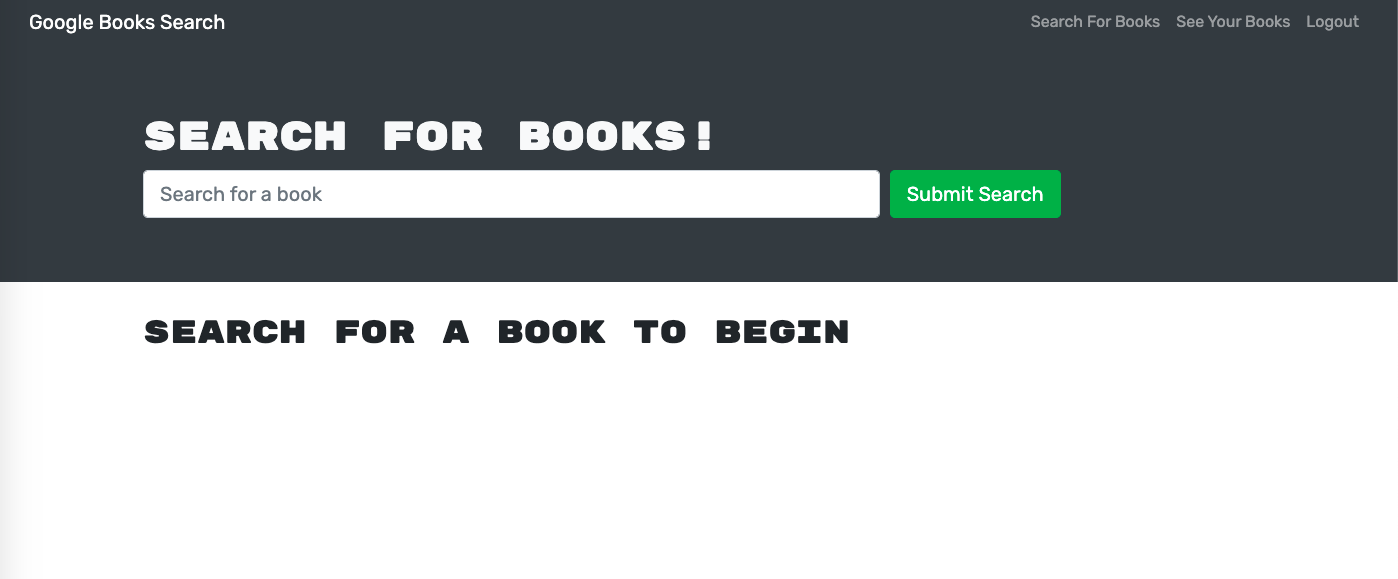 Google Books Search
Search For Books See Your Books Logout
SEARCH FOR BOOKS!
Search for a book
Submit Search
SEARCH FOR A BOOK TO BEGIN